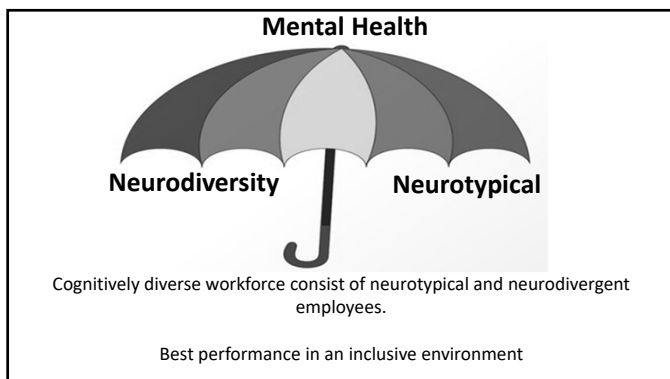 Mental Health
Neurodiversity
Neurotypical
Cognitively diverse workforce consist of neurotypical and neurodivergent
employees.
Best performance in an inclusive environment